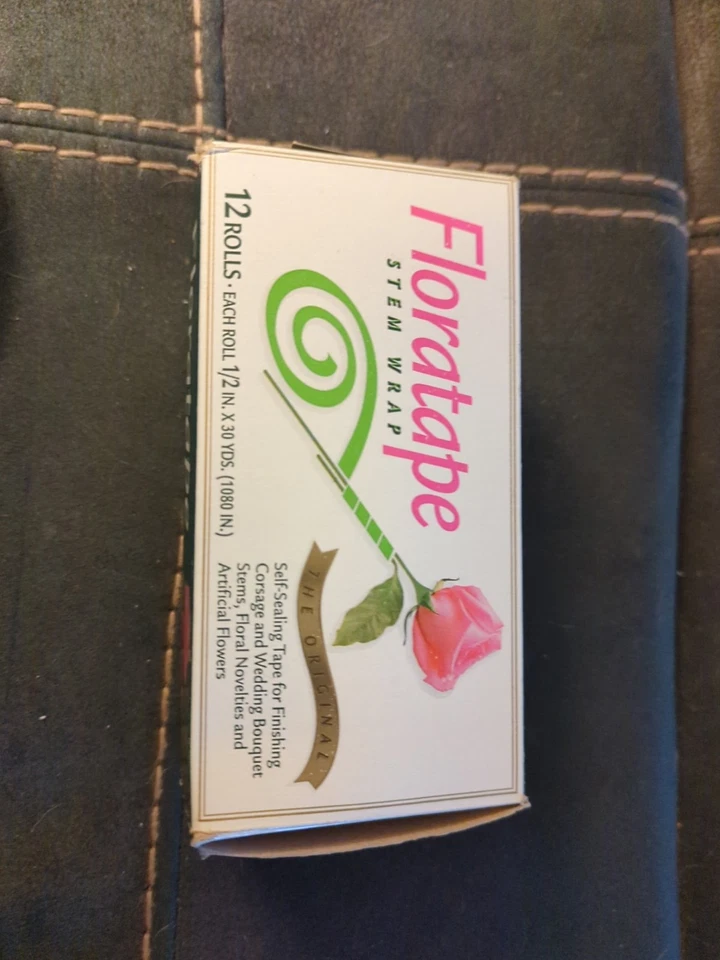 Floratape
STEM WRAP
THE ORIGINAL
Self-Sealing Tape for Finishing
Corsage and Wedding Bouquet
Stems, Floral Novelties and
Artificial Flowers
12 ROLLS · EACH ROLL 1/2 IN. X 30 YDS. (1080 IN.)